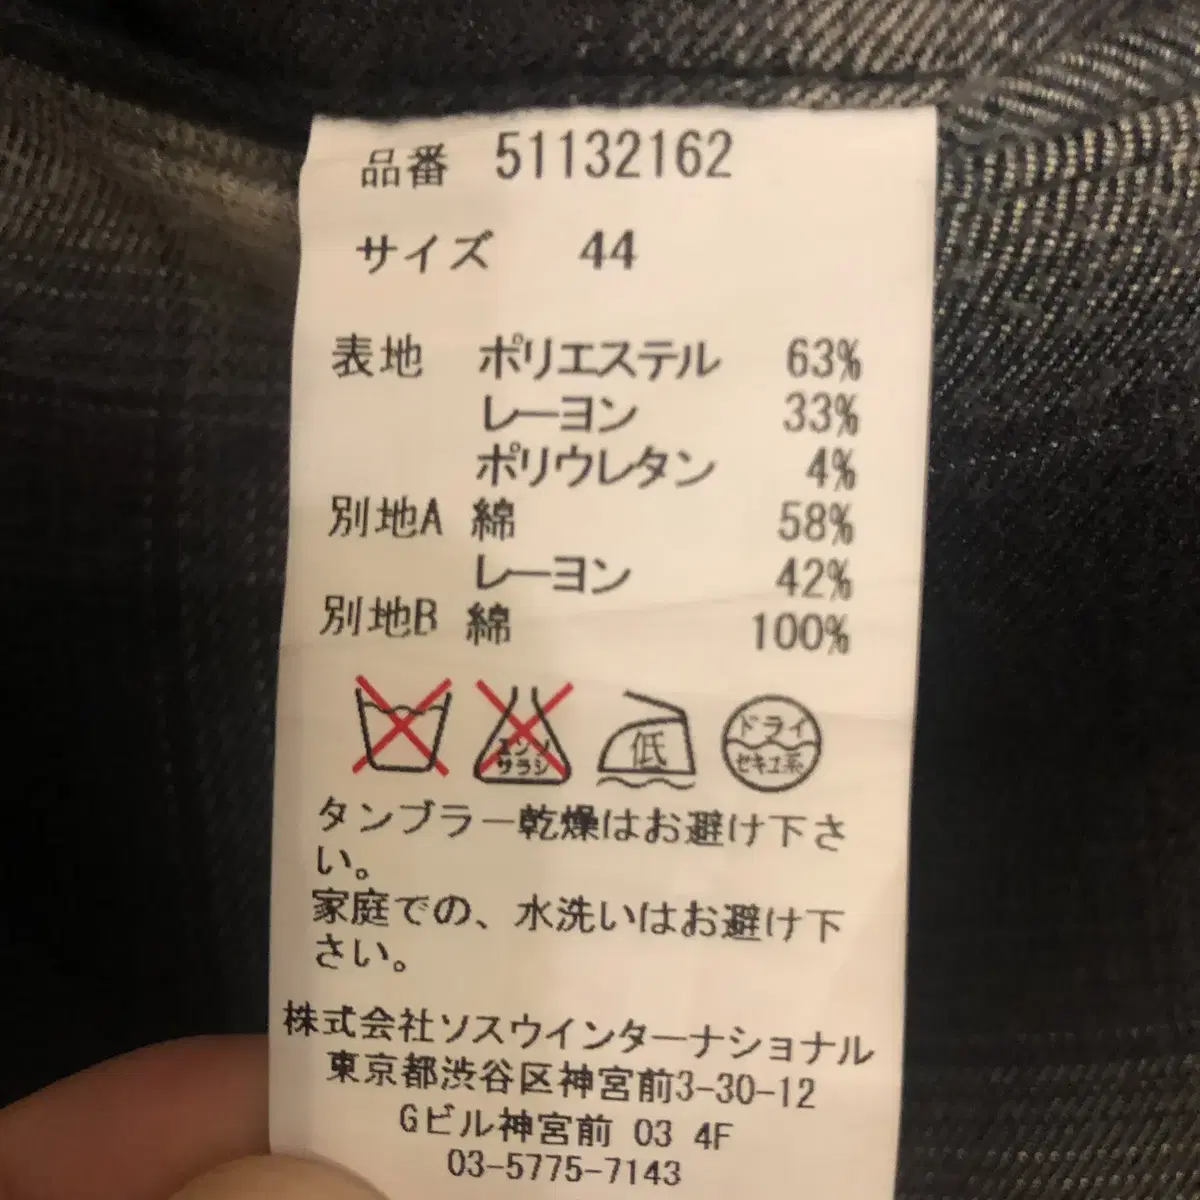 品番 51132162
サイズ 44
表地 ポリエステル 63%
レーヨン 33%
ポリウレタン 4%
別地A 綿 58%
レーヨン 42%
別地B 綿 100%
エンソ サラシ
低
ドライ セキユ系
タンブラー乾燥はお避け下さ
い。
家庭での、水洗いはお避け下
さい。
株式会社ソスウインターナショナル
東京都渋谷区神宮前3-30-12
Gビル神宮前 03 4F
03-5775-7143